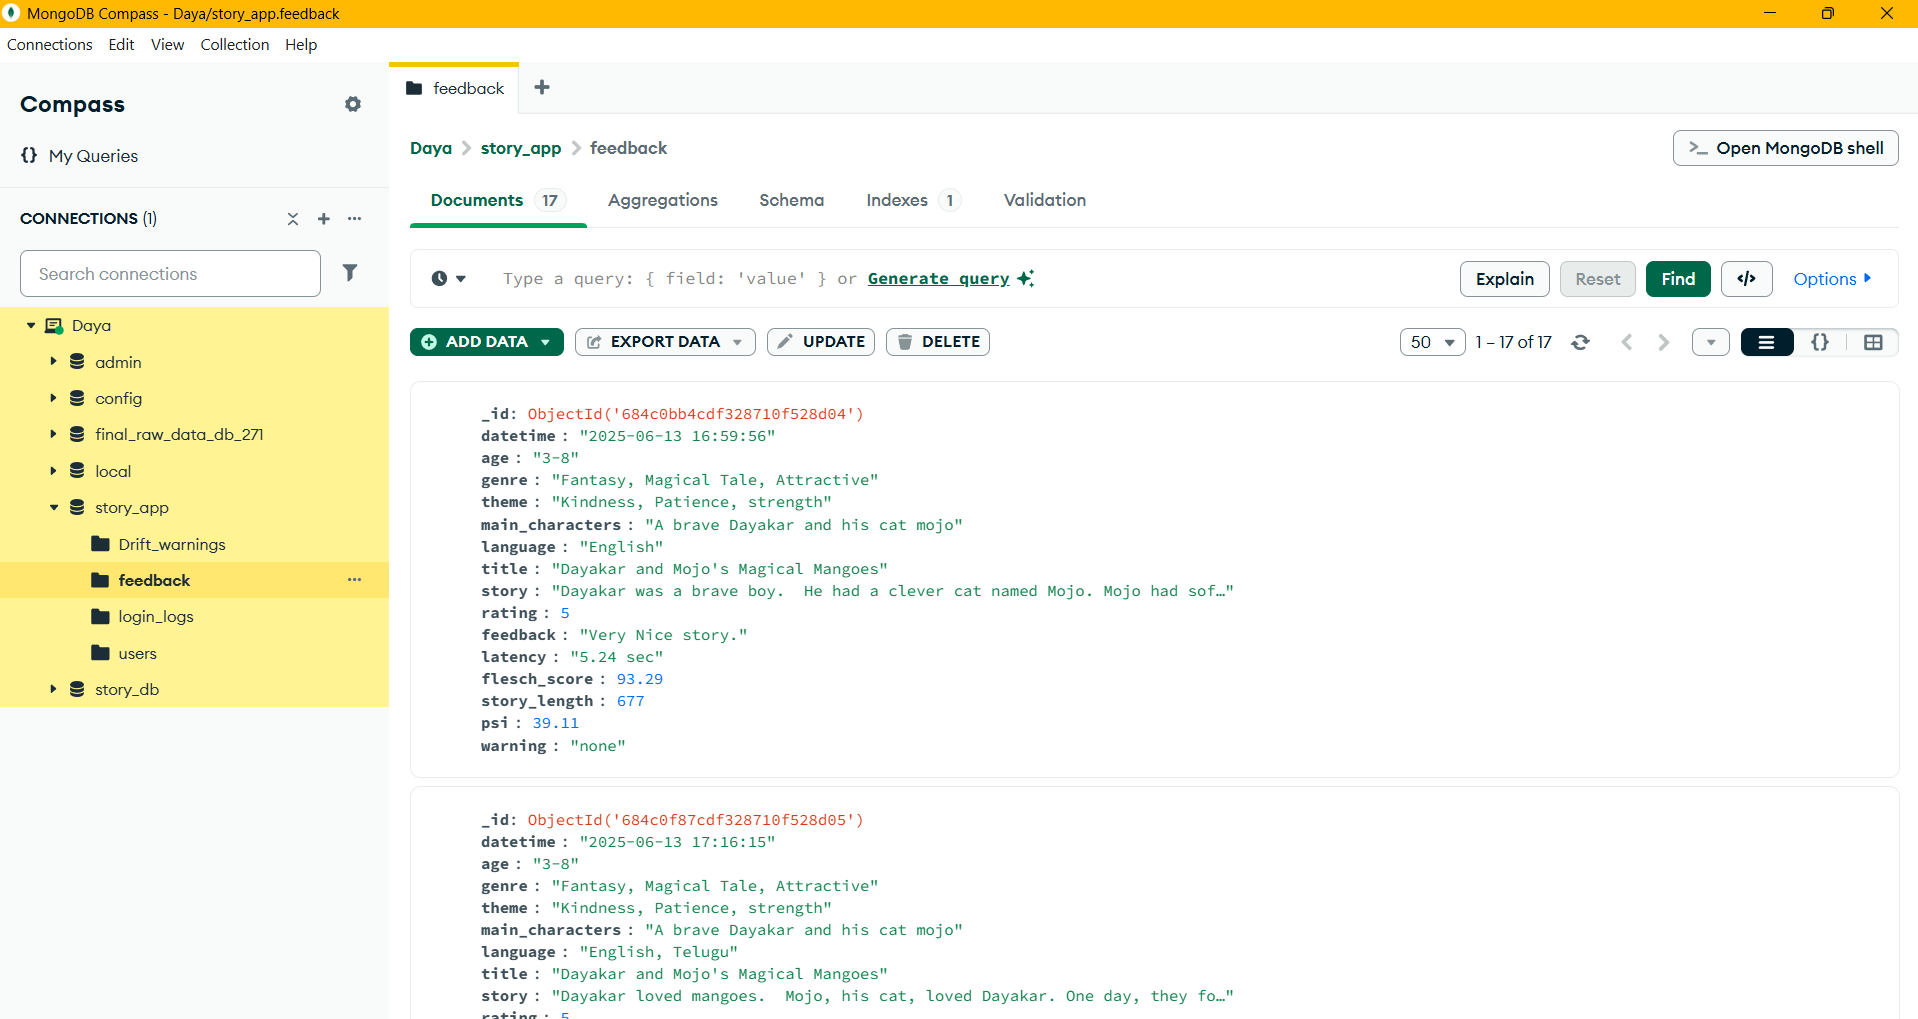 MongoDB Compass - Daya/story_app.feedback
Connections Edit View Collection Help
Compass
{} My Queries
CONNECTIONS (1)
Search connections
Daya
admin
config
final_raw_data_db_271
local
story_app
Drift_warnings
feedback
login_logs
users
story_db
feedback
Daya > story_app > feedback
>_ Open MongoDB shell
Documents 17 Aggregations Schema Indexes 1 Validation
Type a query: { field: 'value' } or Generate query
Explain Reset Find </> Options
ADD DATA EXPORT DATA UPDATE DELETE
50 1 – 17 of 17 {}
_id: ObjectId('684c0bb4cdf328710f528d04')
datetime : "2025-06-13 16:59:56"
age : "3-8"
genre : "Fantasy, Magical Tale, Attractive"
theme : "Kindness, Patience, strength"
main_characters : "A brave Dayakar and his cat mojo"
language : "English"
title : "Dayakar and Mojo's Magical Mangoes"
story : "Dayakar was a brave boy.  He had a clever cat named Mojo. Mojo had sof…"
rating : 5
feedback : "Very Nice story."
latency : "5.24 sec"
flesch_score : 93.29
story_length : 677
psi : 39.11
warning : "none"
_id: ObjectId('684c0f87cdf328710f528d05')
datetime : "2025-06-13 17:16:15"
age : "3-8"
genre : "Fantasy, Magical Tale, Attractive"
theme : "Kindness, Patience, strength"
main_characters : "A brave Dayakar and his cat mojo"
language : "English, Telugu"
title : "Dayakar and Mojo's Magical Mangoes"
story : "Dayakar loved mangoes.  Mojo, his cat, loved Dayakar. One day, they fo…"
rating : 5